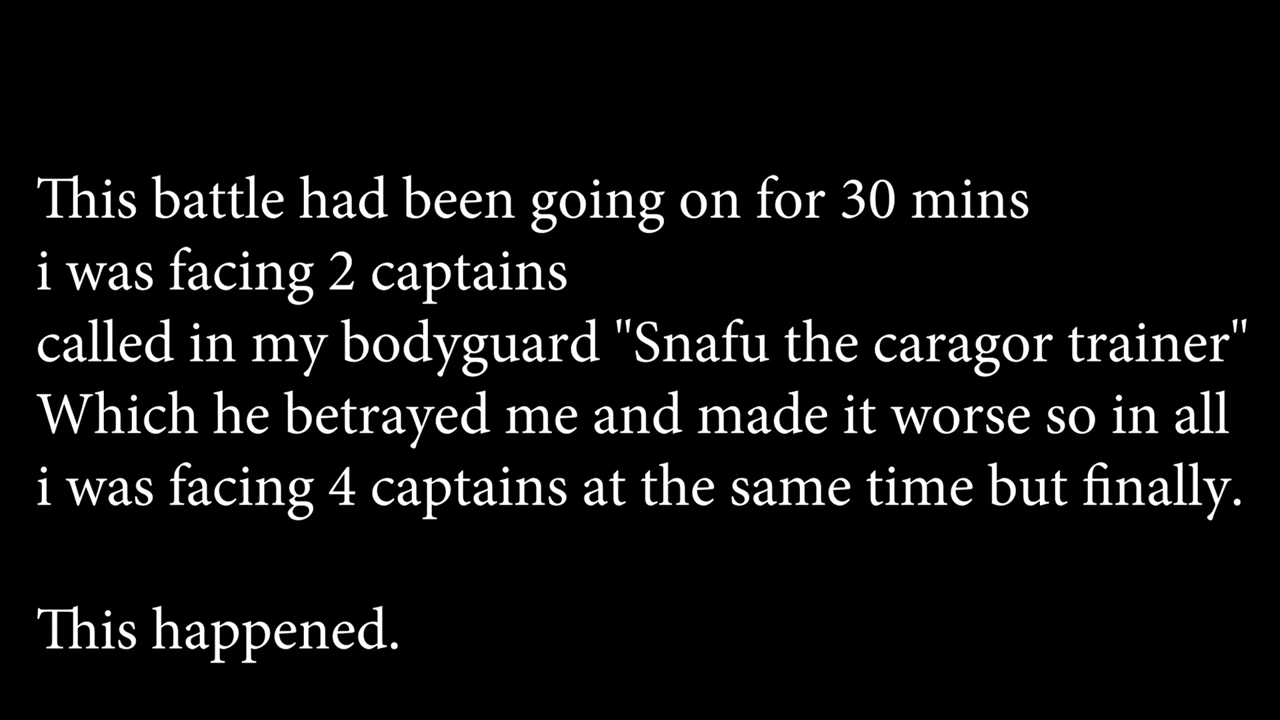 This battle had been going on for 30 mins
i was facing 2 captains
called in my bodyguard "Snafu the caragor trainer"
Which he betrayed me and made it worse so in all
i was facing 4 captains at the same time but finally.
This happened.